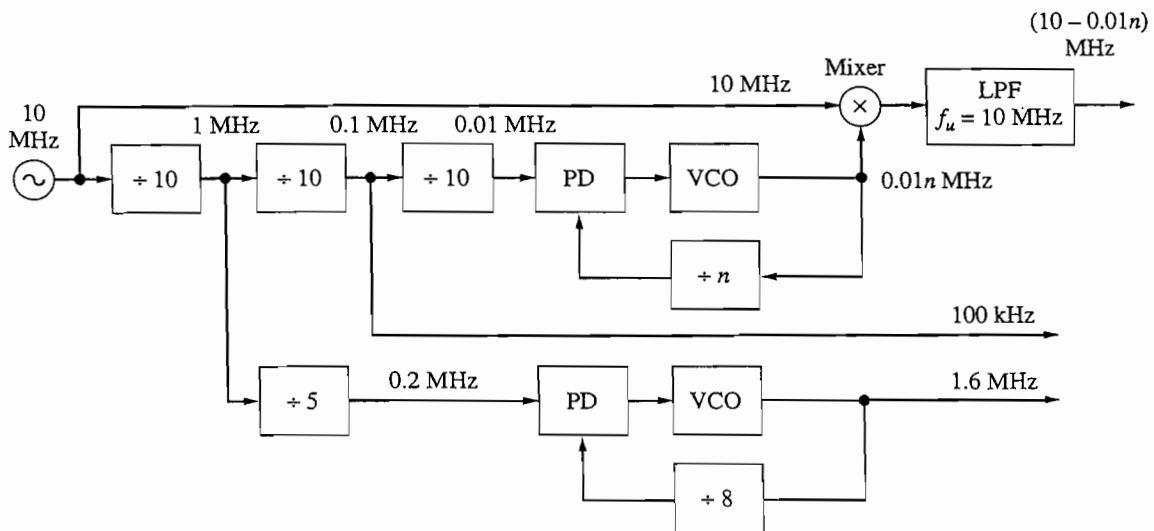 (10 – 0.01n)
MHz
Mixer
10 MHz
LPF
fᵤ = 10 MHz
10
MHz
1 MHz
0.1 MHz
0.01 MHz
×
÷ 10
÷ 10
÷ 10
PD
VCO
0.01n MHz
÷ n
100 kHz
0.2 MHz
1.6 MHz
÷ 5
PD
VCO
÷ 8